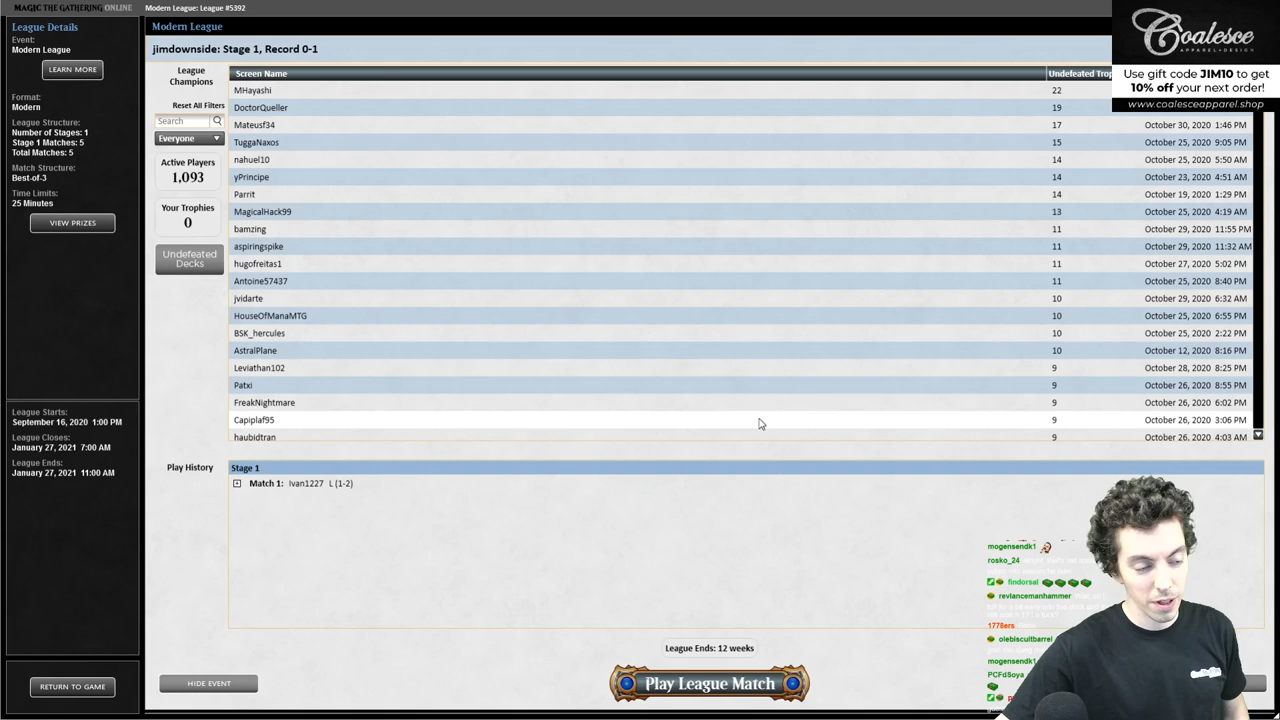 MAGIC THE GATHERING ONLINE
Modern League: League #5392
League Details
Event:
Modern League
LEARN MORE
Format:
Modern
League Structure:
Number of Stages: 1
Stage 1 Matches: 5
Total Matches: 5
Match Structure:
Best-of-3
Time Limits:
25 Minutes
VIEW PRIZES
League Starts:
September 16, 2020 1:00 PM
League Closes:
January 27, 2021 7:00 AM
League Ends:
January 27, 2021 11:00 AM
RETURN TO GAME
Modern League
jimdownside: Stage 1, Record 0-1
League
Champions
Reset All Filters
Search
Everyone
Active Players
1,093
Your Trophies
0
Undefeated
Decks
Screen Name Undefeated Trop
MHayashi 22
DoctorQueller 19
Mateusf34 17 October 30, 2020 1:46 PM
TuggaNaxos 15 October 25, 2020 9:05 PM
nahuel10 14 October 25, 2020 5:50 AM
yPrincipe 14 October 23, 2020 4:51 AM
Parrit 14 October 19, 2020 1:29 PM
MagicalHack99 13 October 25, 2020 4:19 AM
bamzing 11 October 29, 2020 11:55 PM
aspiringspike 11 October 29, 2020 11:32 AM
hugofreitas1 11 October 27, 2020 5:02 PM
Antoine57437 11 October 25, 2020 8:40 PM
jvidarte 10 October 29, 2020 6:32 AM
HouseOfManaMTG 10 October 25, 2020 6:55 PM
BSK_hercules 10 October 25, 2020 2:22 PM
AstralPlane 10 October 12, 2020 8:16 PM
Leviathan102 9 October 28, 2020 8:25 PM
Patxi 9 October 26, 2020 8:55 PM
FreakNightmare 9 October 26, 2020 6:02 PM
Capiplaf95 9 October 26, 2020 3:06 PM
haubidtran 9 October 26, 2020 4:03 AM
Play History
Stage 1
Match 1: Ivan1227 L (1-2)
League Ends: 12 weeks
HIDE EVENT
Play League Match
Coalesce
APPAREL+DESIGN
Use gift code JIM10 to get
10% off your next order!
www.coalesceapparel.shop
mogensendk1
rosko_24
findorsal
revlancemanhammer
1778ers
olebiscuitbarrel
mogensendk1
PCFdSoya